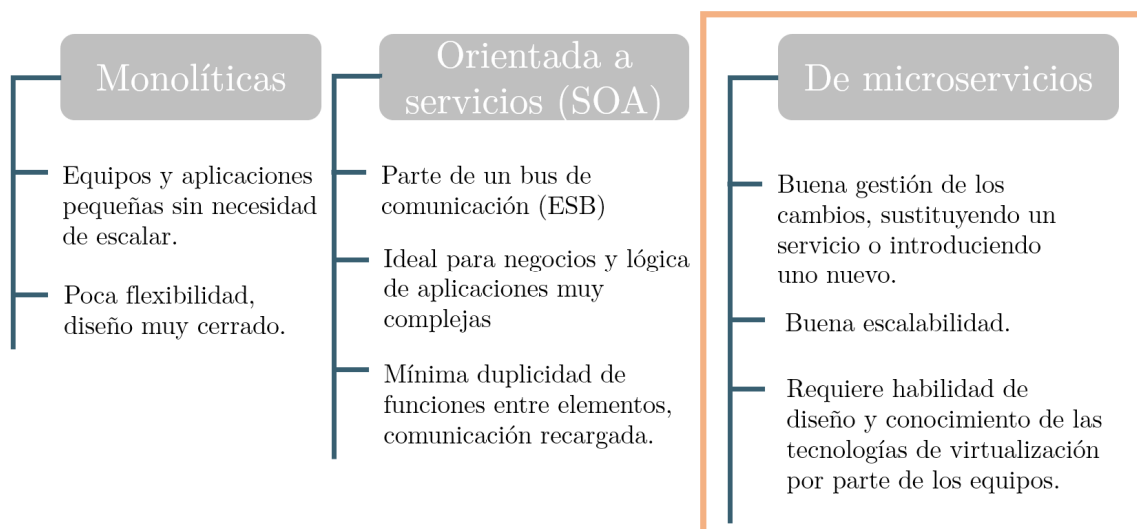 Monolíticas
Equipos y aplicaciones
pequeñas sin necesidad
de escalar.
Poca flexibilidad,
diseño muy cerrado.
Orientada a
servicios (SOA)
Parte de un bus de
comunicación (ESB)
Ideal para negocios y lógica
de aplicaciones muy
complejas
Mínima duplicidad de
funciones entre elementos,
comunicación recargada.
De microservicios
Buena gestión de los
cambios, sustituyendo un
servicio o introduciendo
uno nuevo.
Buena escalabilidad.
Requiere habilidad de
diseño y conocimiento de las
tecnologías de virtualización
por parte de los equipos.